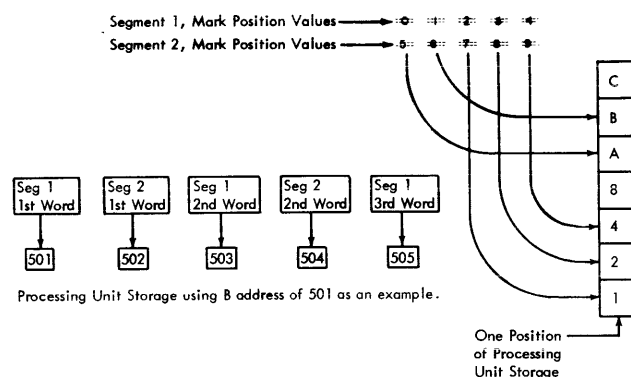 Segment 1, Mark Position Values 0 1 2 3 4
Segment 2, Mark Position Values 5 6 7 8 9
C
B
A
8
4
2
1
Seg 1 1st Word
Seg 2 1st Word
Seg 1 2nd Word
Seg 2 2nd Word
Seg 1 3rd Word
501 502 503 504 505
Processing Unit Storage using B address of 501 as an example.
One Position
of Processing
Unit Storage